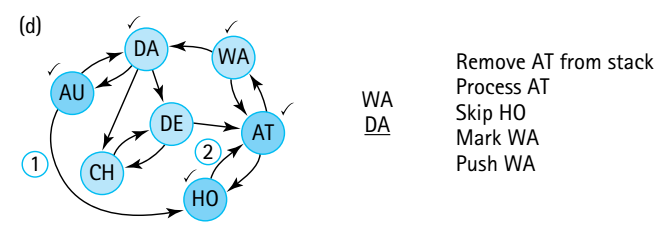 (d)
DA
WA
AU
DE
AT
CH
HO
1
2
WA
DA
Remove AT from stack
Process AT
Skip HO
Mark WA
Push WA